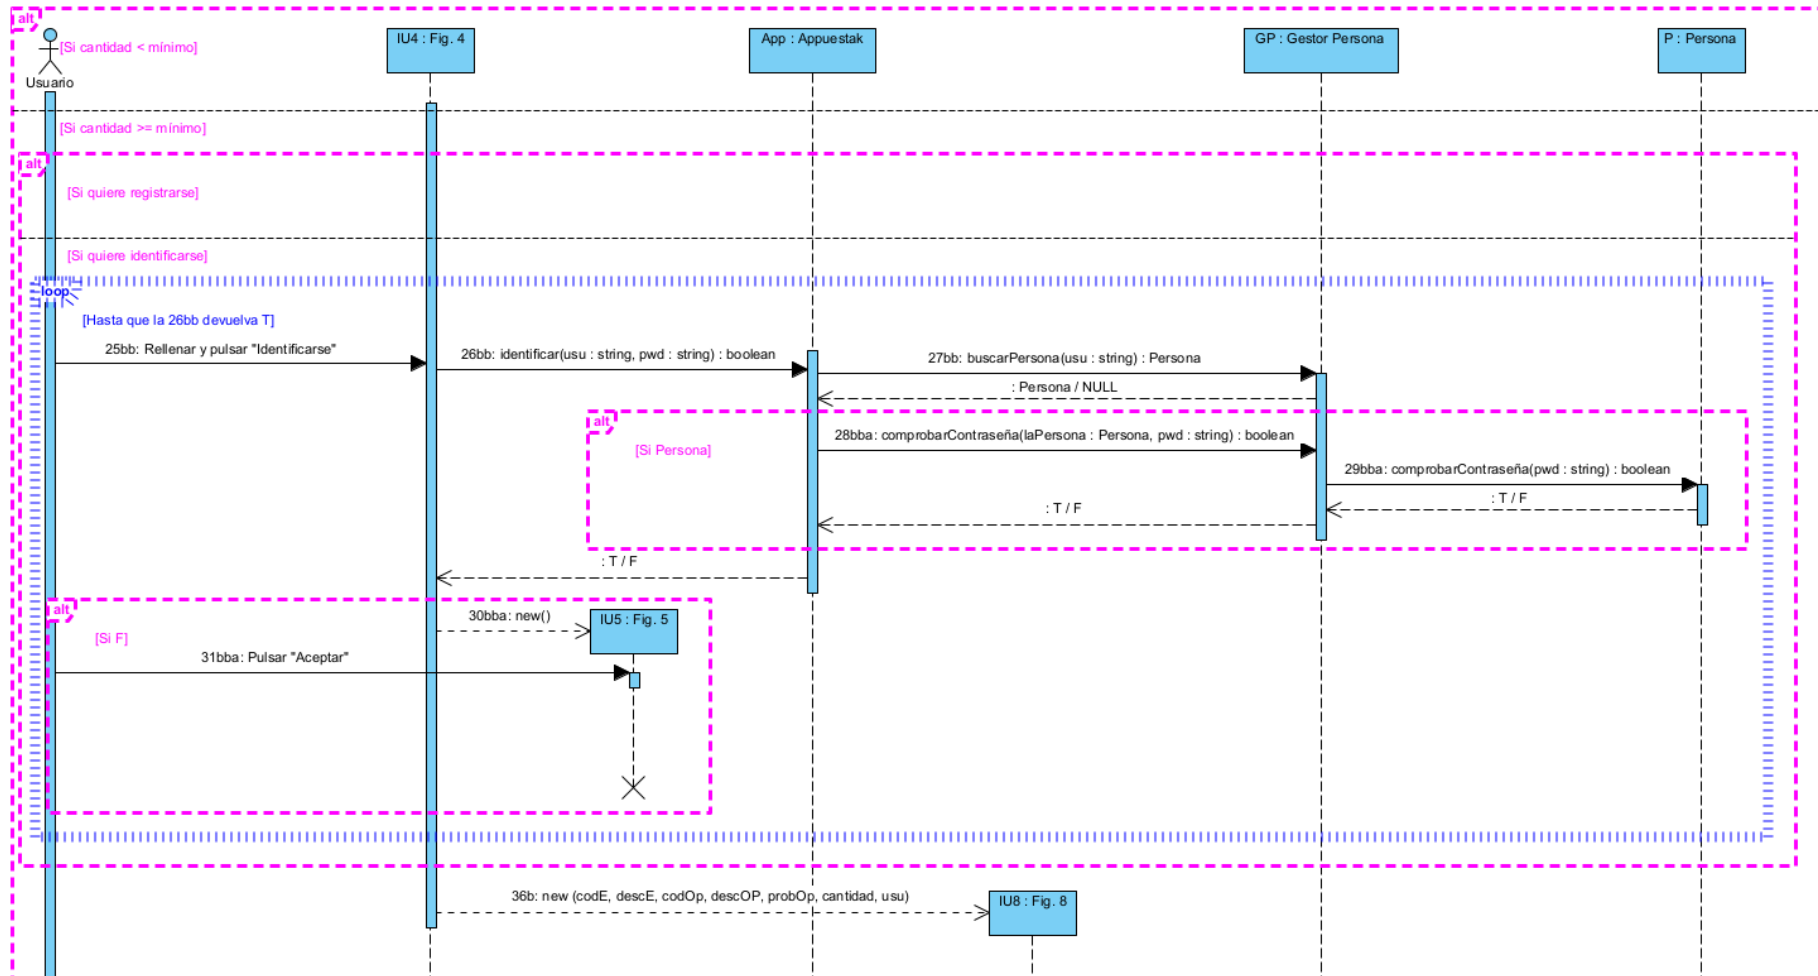 alt
[Si cantidad < mínimo]
Usuario
IU4 : Fig. 4
App : Appuestak
GP : Gestor Persona
P : Persona
[Si cantidad >= mínimo]
alt
[Si quiere registrarse]
[Si quiere identificarse]
loop
[Hasta que la 26bb devuelva T]
25bb: Rellenar y pulsar "Identificarse"
26bb: identificar(usu : string, pwd : string) : boolean
27bb: buscarPersona(usu : string) : Persona
: Persona / NULL
alt
[Si Persona]
28bba: comprobarContraseña(laPersona : Persona, pwd : string) : boolean
29bba: comprobarContraseña(pwd : string) : boolean
: T / F
: T / F
: T / F
alt
[Si F]
30bba: new()
IU5 : Fig. 5
31bba: Pulsar "Aceptar"
36b: new (codE, descE, codOp, descOP, probOp, cantidad, usu)
IU8 : Fig. 8